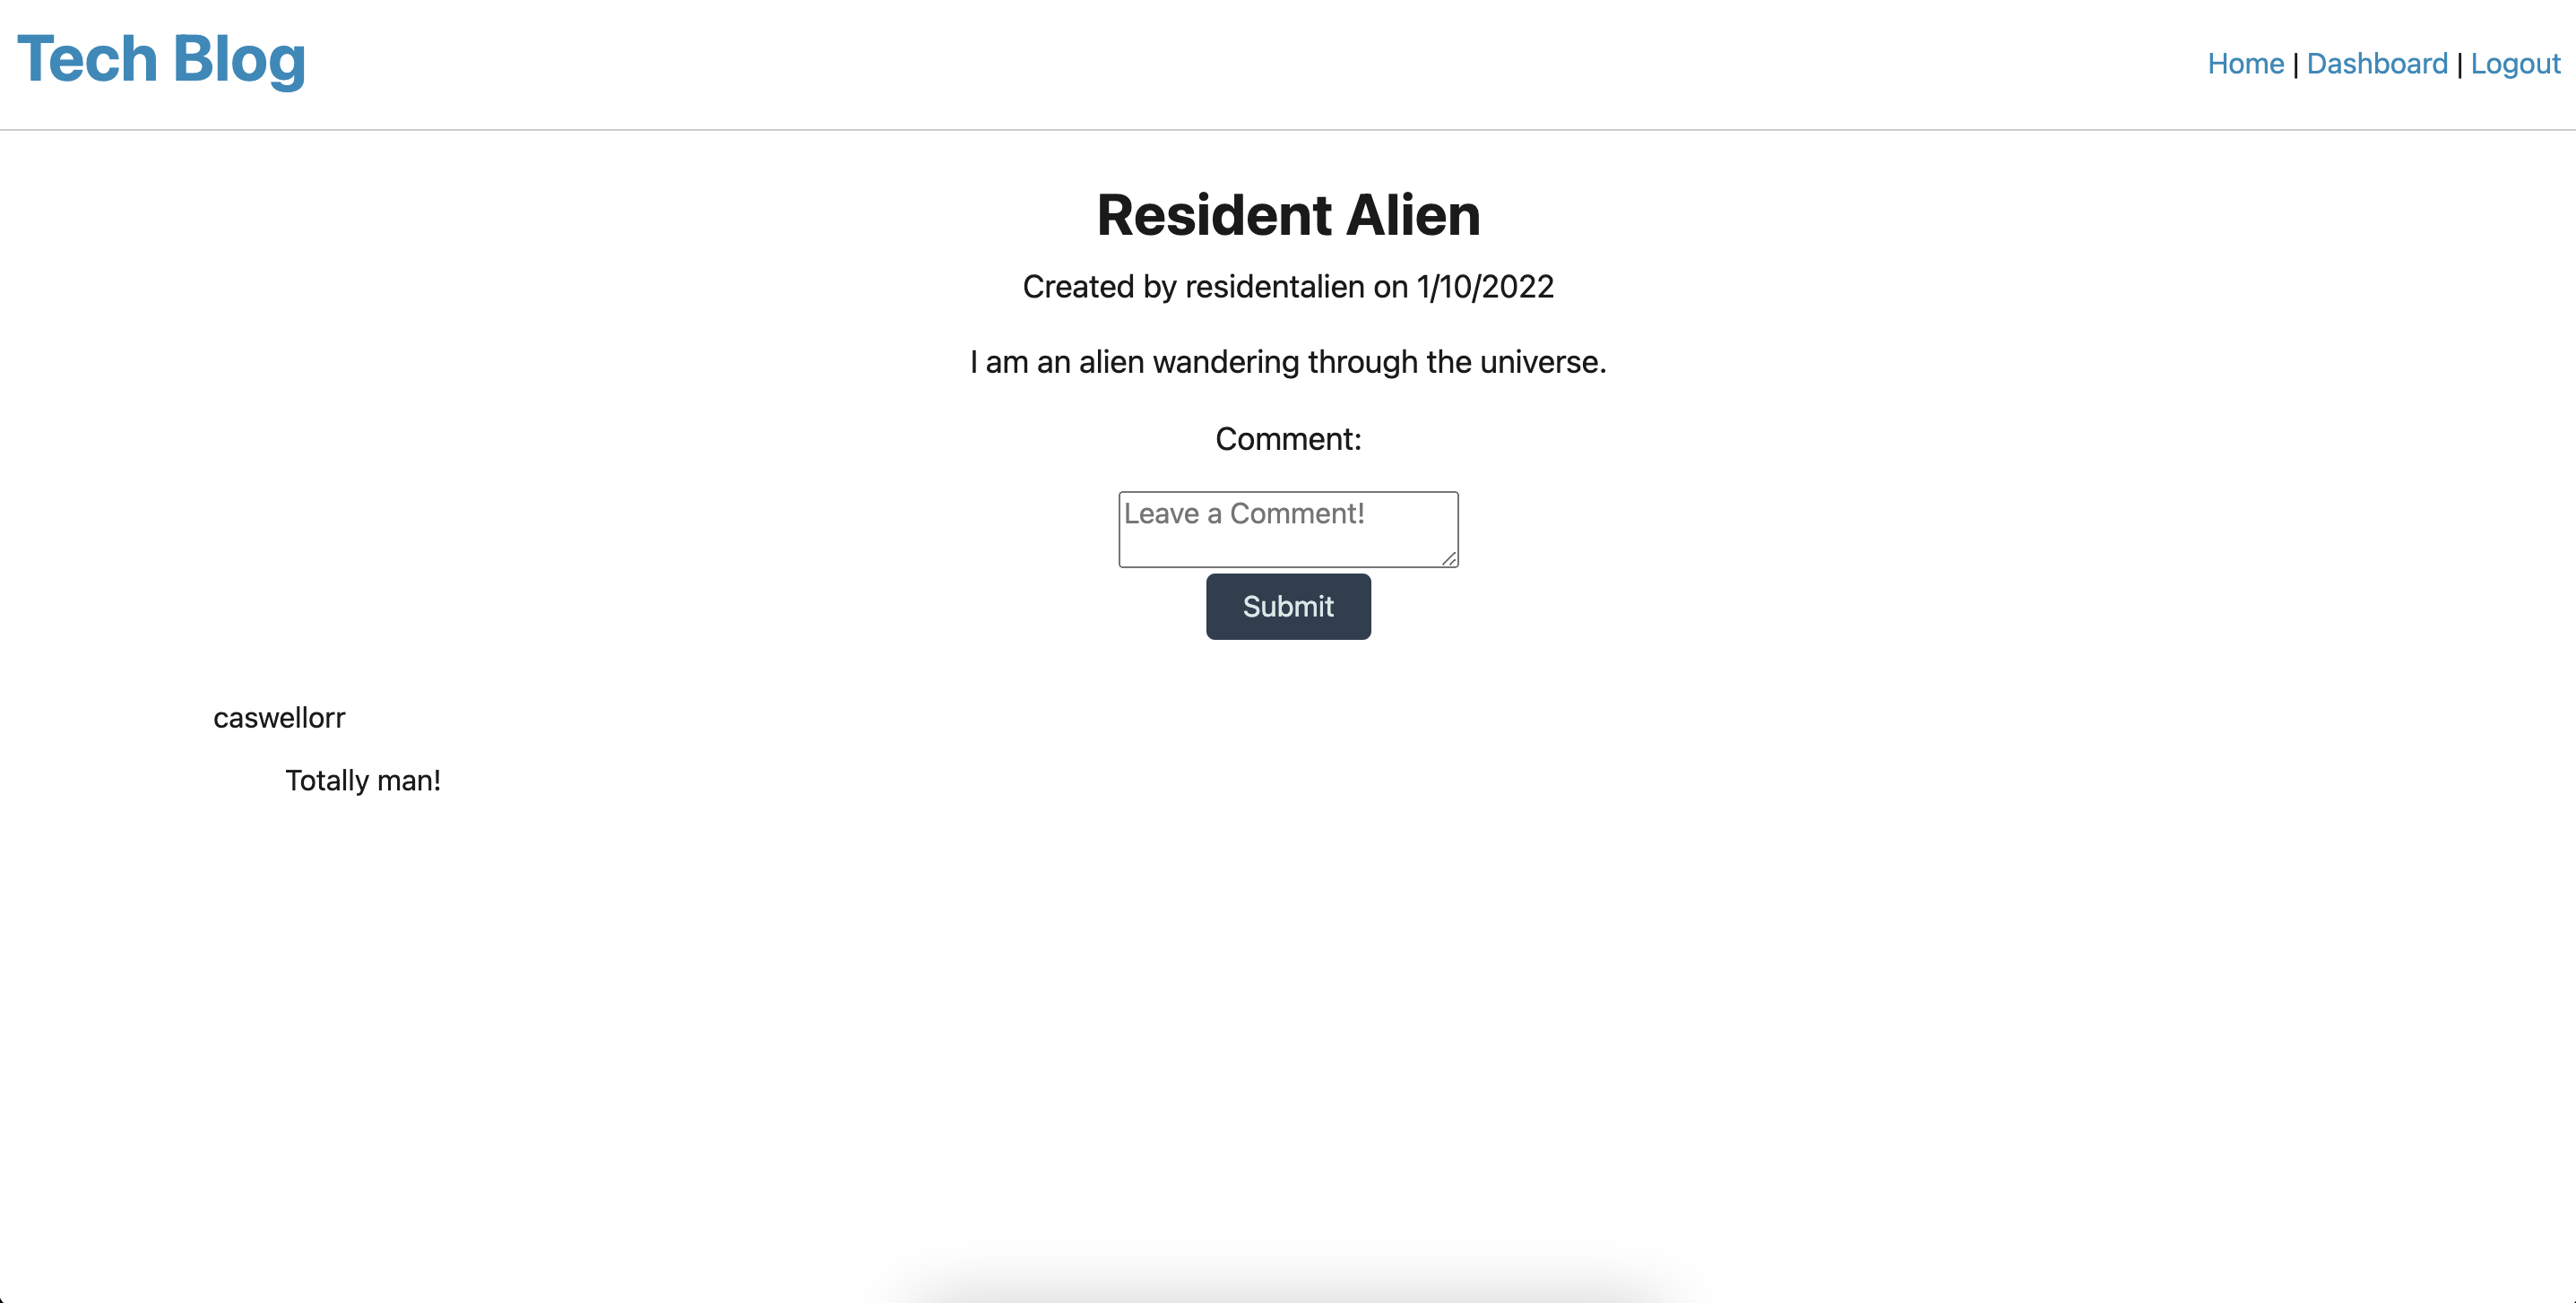 Tech Blog
Home | Dashboard | Logout
Resident Alien
Created by residentalien on 1/10/2022
I am an alien wandering through the universe.
Comment:
Leave a Comment!
Submit
caswellorr
Totally man!